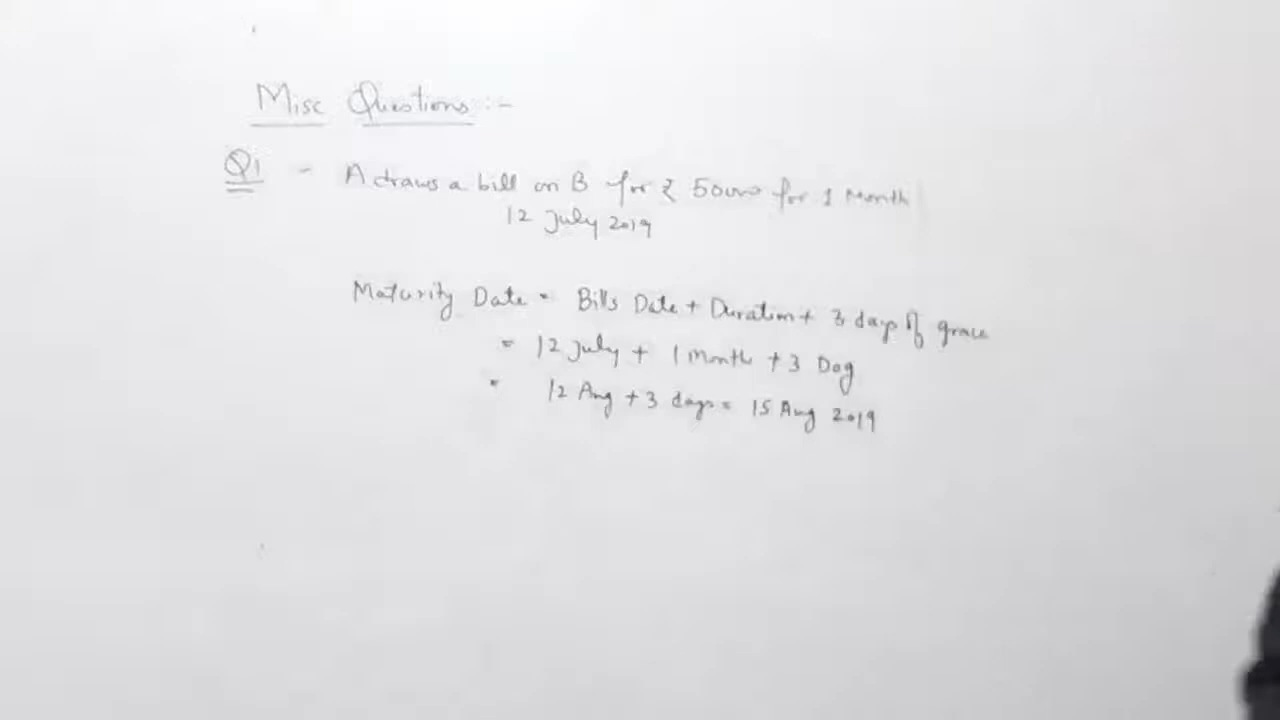 Misc Questions :-
Q1 - A draws a bill on B for ₹ 50000 for 1 Month
12 July 2019
Maturity Date = Bills Date + Duration + 3 days of grace
= 12 July + 1 Month + 3 Day
= 12 Aug + 3 days = 15 Aug 2019